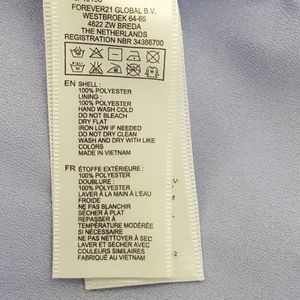 FOREVER21 GLOBAL B.V.
WESTBROEK 64-66
4822 ZW BREDA
THE NETHERLANDS
REGISTRATION NBR 34386700
EN SHELL :
100% POLYESTER
LINING :
100% POLYESTER
HAND WASH COLD
DO NOT BLEACH
DRY FLAT
IRON LOW IF NEEDED
DO NOT DRY CLEAN
WASH AND DRY WITH LIKE
COLORS
MADE IN VIETNAM
FR ÉTOFFE EXTÉRIEURE :
100% POLYESTER
DOUBLURE :
100% POLYESTER
LAVER À LA MAIN À L'EAU
FROIDE
NE PAS BLANCHIR
SÉCHER À PLAT
REPASSER À
TEMPÉRATURE MODÉRÉE
SI NÉCESSAIRE
NE PAS NETTOYER À SEC
LAVER ET SÉCHER AVEC
COULEURS SIMILAIRES
FABRIQUÉ AU VIETNAM